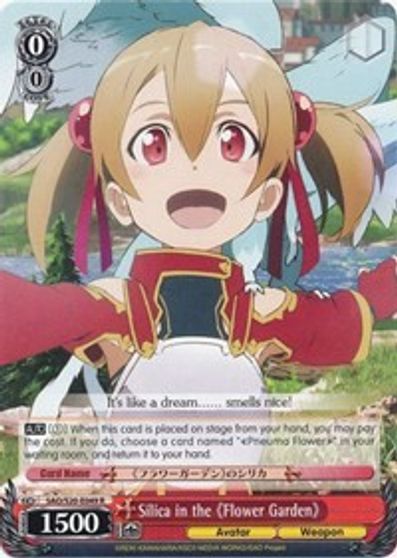 0
0
It's like a dream...... smells nice!
When this card is placed on stage from your hand, you may pay
the cost. If you do, choose a card named "≪Pneuma Flower≫" in your
waiting room, and return it to your hand.
Card Name 《フラワーガーデン》のシリカ
SAO/S20-E049 R
Silica in the 《Flower Garden》
1500
Avatar Weapon